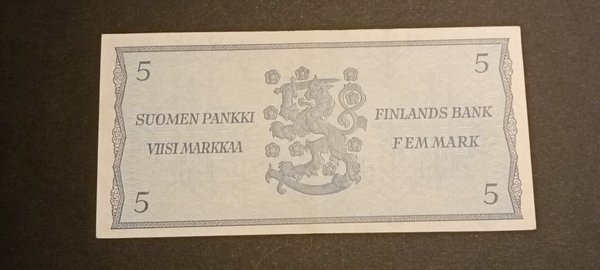 5 5
SUOMEN PANKKI FINLANDS BANK
VIISI MARKKAA FEM MARK
5 5